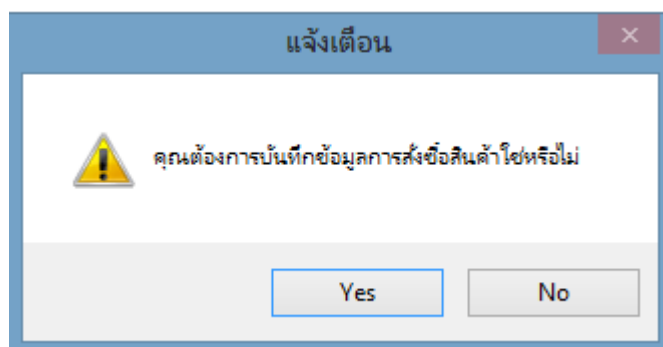 แจ้งเตือน
คุณต้องการบันทึกข้อมูลการสั่งซื้อสินค้าใช่หรือไม่
Yes No